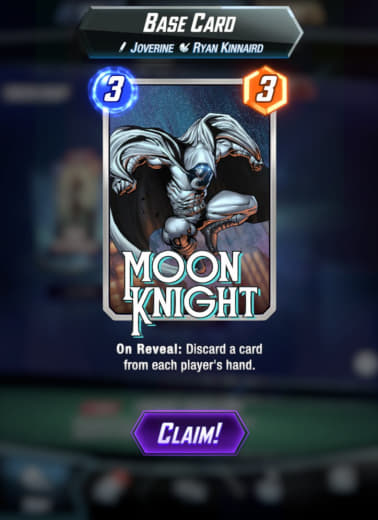 BASE CARD
JOVERINE RYAN KINNAIRD
3 3
MOON
KNIGHT
On Reveal: Discard a card
from each player's hand.
CLAIM!